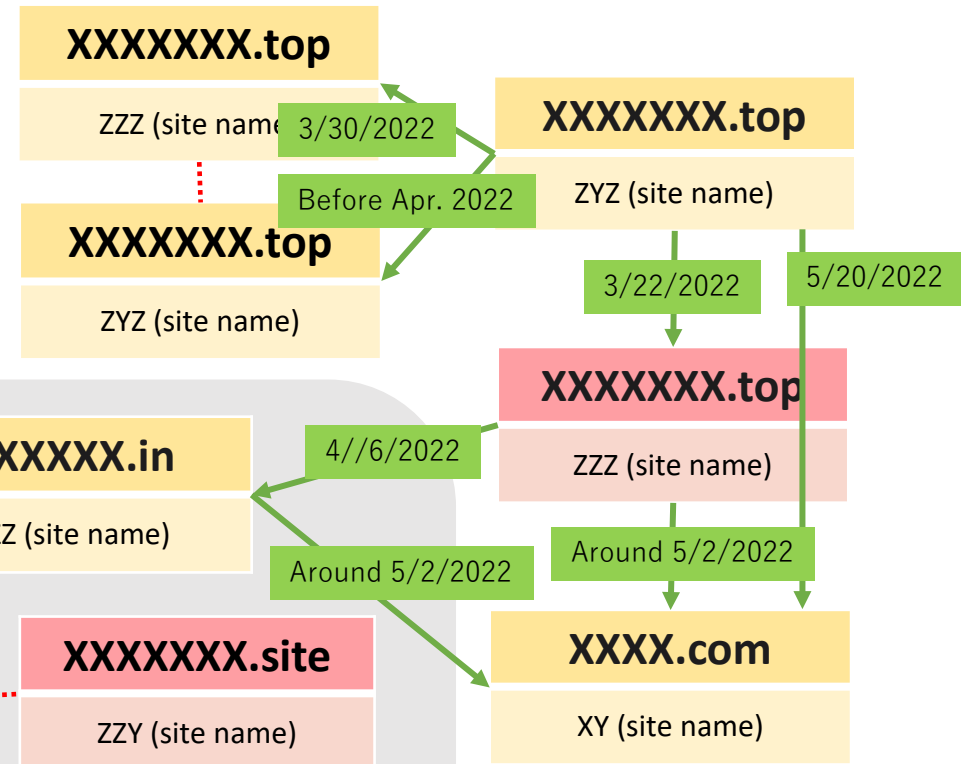 XXXXXXX.top
ZZZ (site name)
3/30/2022
XXXXXXX.top
ZYZ (site name)
Before Apr. 2022
XXXXXXX.top
ZYZ (site name)
3/22/2022
5/20/2022
XXXXXXX.top
ZZZ (site name)
XXXXX.in
Z (site name)
4//6/2022
Around 5/2/2022
Around 5/2/2022
XXXXXXX.site
ZZY (site name)
XXXX.com
XY (site name)